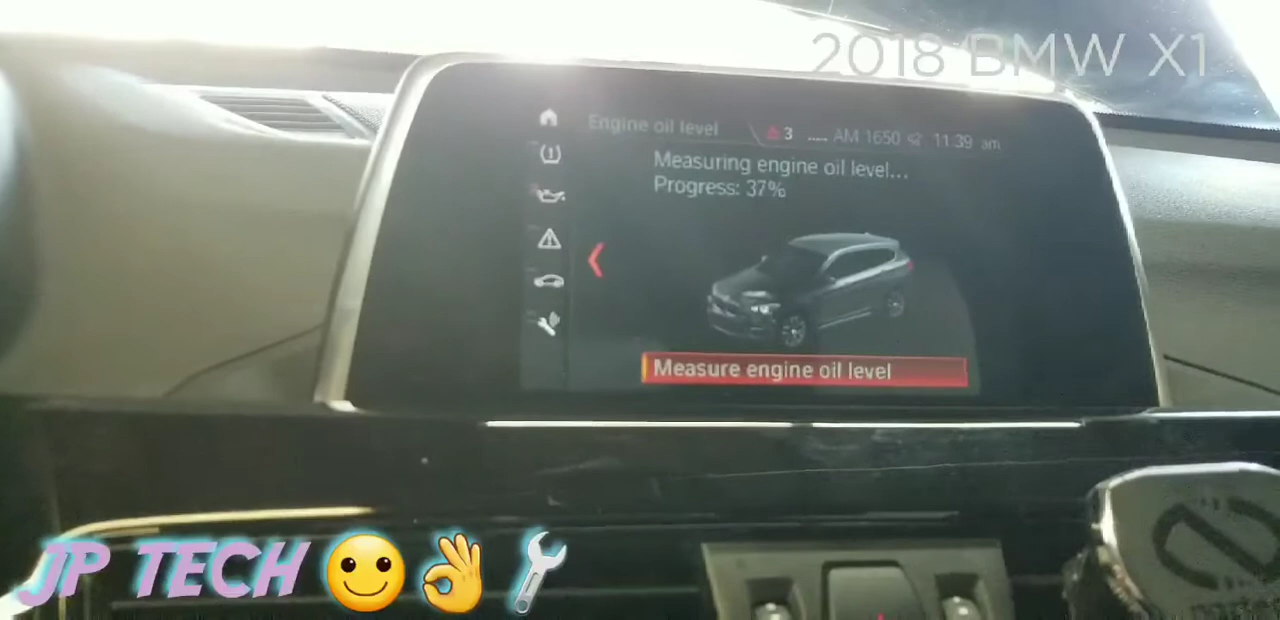 2018 BMW X1
Engine oil level
3 .... AM 1650 11:39 am
Measuring engine oil level...
Progress: 37%
Measure engine oil level
JP TECH